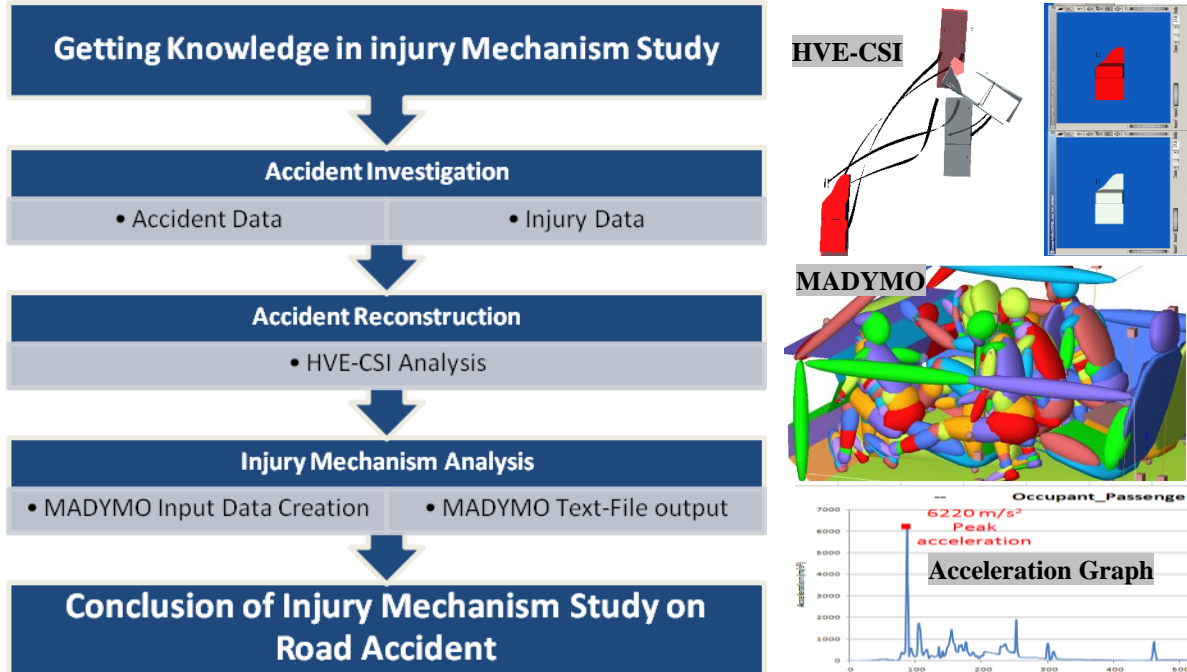 Getting Knowledge in injury Mechanism Study
Accident Investigation
• Accident Data
• Injury Data
Accident Reconstruction
• HVE-CSI Analysis
Injury Mechanism Analysis
• MADYMO Input Data Creation
• MADYMO Text-File output
Conclusion of Injury Mechanism Study on
Road Accident
HVE-CSI
MADYMO
-- Occupant_Passenge
7000
6000
5000
4000
3000
2000
1000
0
Acceleration[m/s²]
6220 m/s²
Peak
acceleration
Acceleration Graph
0 100 200 300 400 500